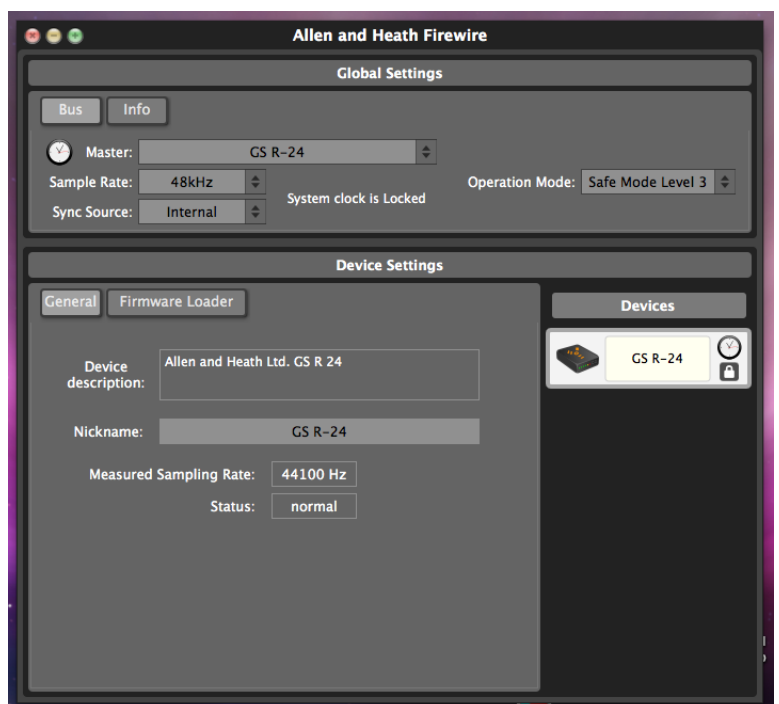 Allen and Heath Firewire
Global Settings
Bus Info
Master: GS R-24
Sample Rate: 48kHz
System clock is Locked
Operation Mode: Safe Mode Level 3
Sync Source: Internal
Device Settings
General Firmware Loader
Devices
Device description:
Allen and Heath Ltd. GS R 24
GS R-24
Nickname: GS R-24
Measured Sampling Rate: 44100 Hz
Status: normal